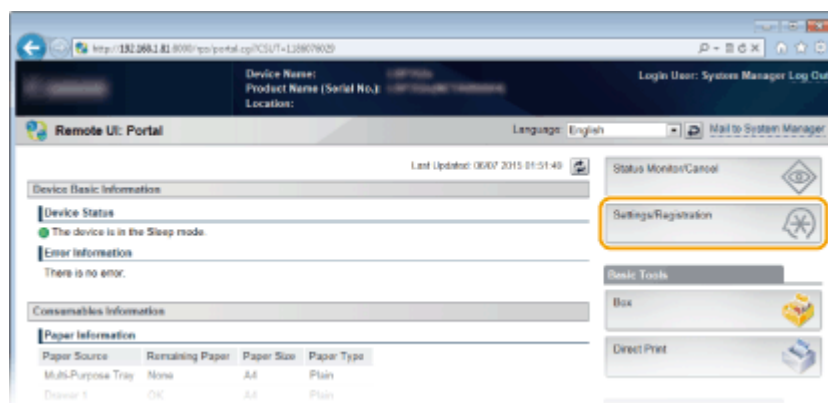 http://192.168.1.81:8000/rps/portal.cgi?CSUT=1186078029
Device Name:
Product Name (Serial No.):
Location:
Login User: System Manager Log Out
Remote UI: Portal
Language: English
Mail to System Manager
Last Updated: 06/07 2015 01:51:40
Device Basic Information
Device Status
The device is in the Sleep mode.
Error Information
There is no error.
Consumables Information
Paper Information
Paper Source Remaining Paper Paper Size Paper Type
Multi-Purpose Tray None A4 Plain
Drawer 1 OK A4 Plain
Status Monitor/Cancel
Settings/Registration
Basic Tools
Box
Direct Print